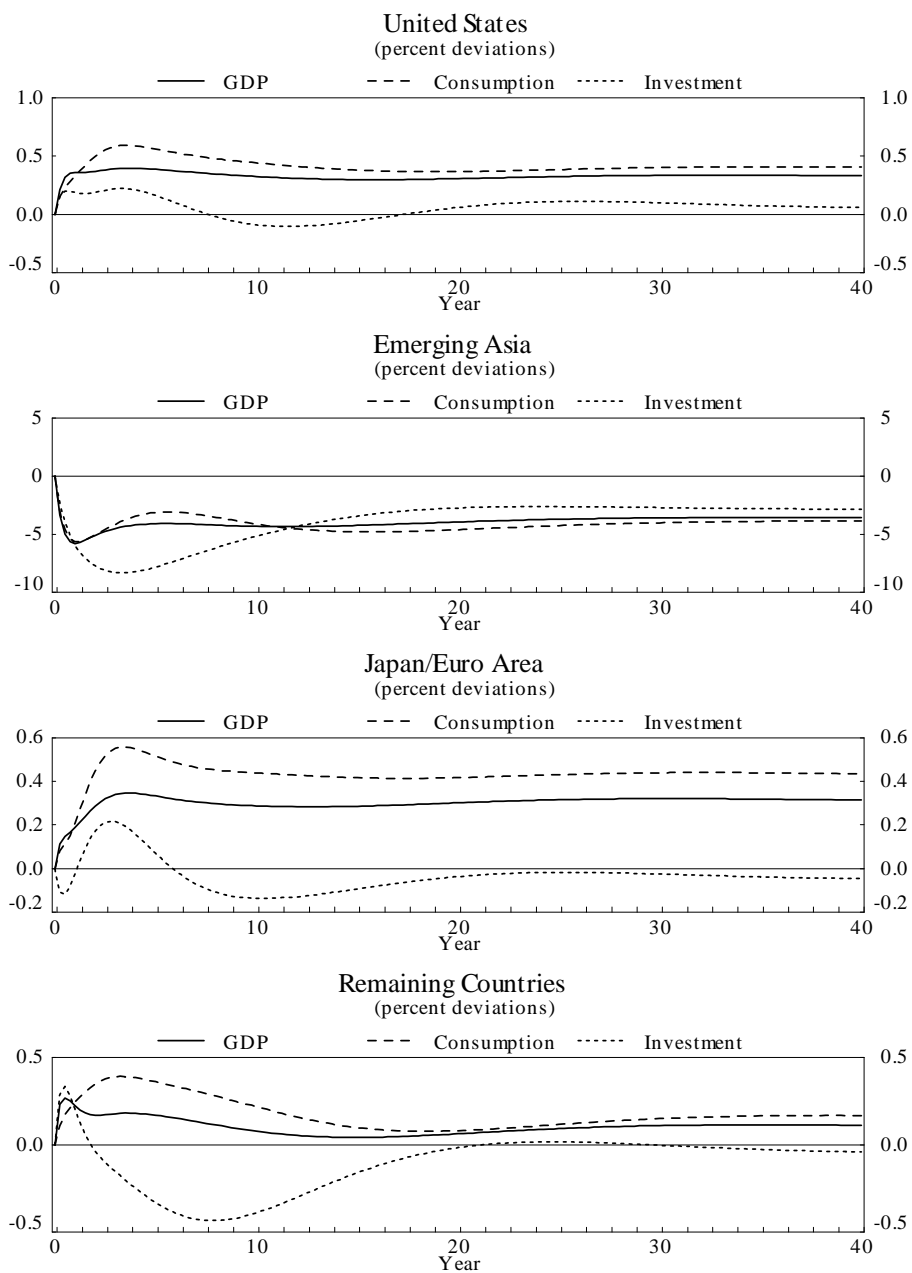 United States
(percent deviations)
GDP Consumption Investment
1.0 1.0
0.5 0.5
0.0 0.0
-0.5 -0.5
0 10 20 30 40
Year
Emerging Asia
(percent deviations)
GDP Consumption Investment
5 5
0 0
-5 -5
-10 -10
0 10 20 30 40
Year
Japan/Euro Area
(percent deviations)
GDP Consumption Investment
0.6 0.6
0.4 0.4
0.2 0.2
0.0 0.0
-0.2 -0.2
0 10 20 30 40
Year
Remaining Countries
(percent deviations)
GDP Consumption Investment
0.5 0.5
0.0 0.0
-0.5 -0.5
0 10 20 30 40
Year